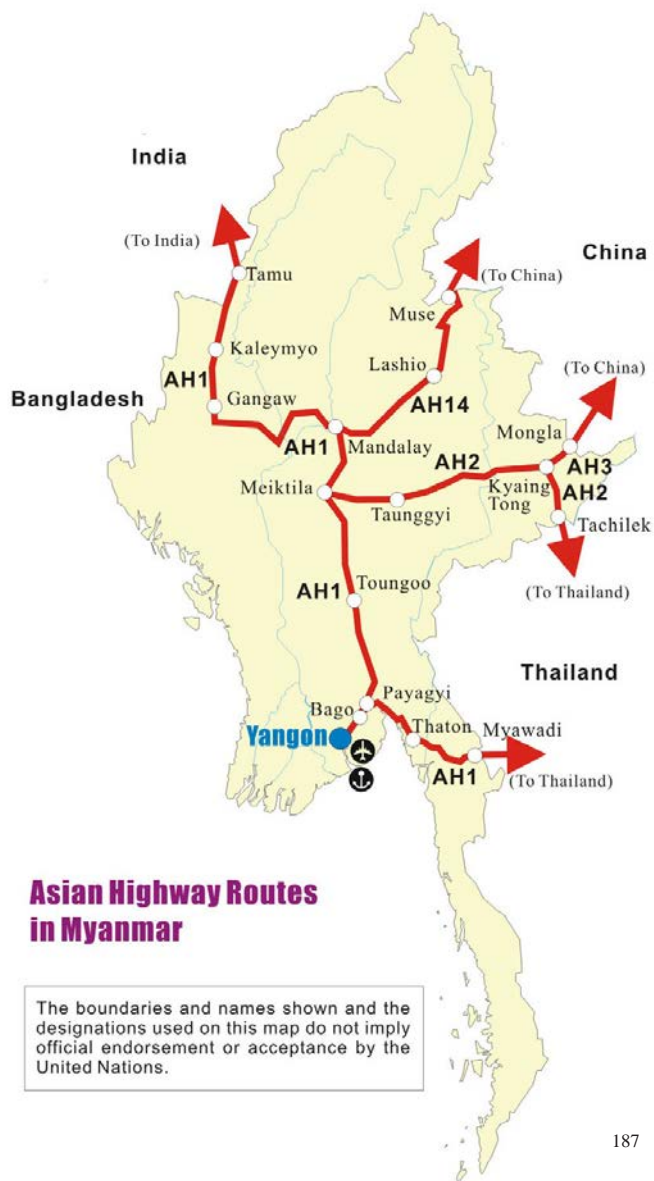 India
(To India)
Tamu
China
(To China)
Muse
Kaleymyo
Lashio
(To China)
AH1
Bangladesh
Gangaw
AH14
Mongla
AH1
Mandalay
AH2
AH3
Meiktila
Kyaing
Tong
AH2
Taunggyi
Tachilek
AH1
Toungoo
(To Thailand)
Thailand
Payagyi
Bago
Yangon
Thaton
Myawadi
AH1
(To Thailand)
Asian Highway Routes
in Myanmar
The boundaries and names shown and the
designations used on this map do not imply
official endorsement or acceptance by the
United Nations.
187